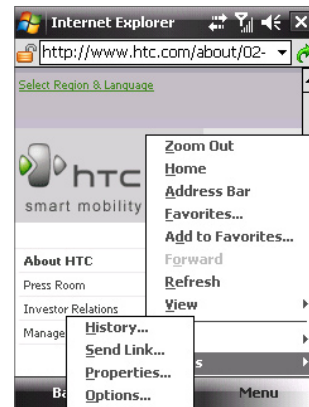 Internet Explorer
http://www.htc.com/about/02-
Select Region & Language
htc
smart mobility
About HTC
Press Room
Investor Relations
Manage
Zoom Out
Home
Address Bar
Favorites...
Add to Favorites...
Forward
Refresh
View
History...
Send Link...
Properties...
Options...
Menu